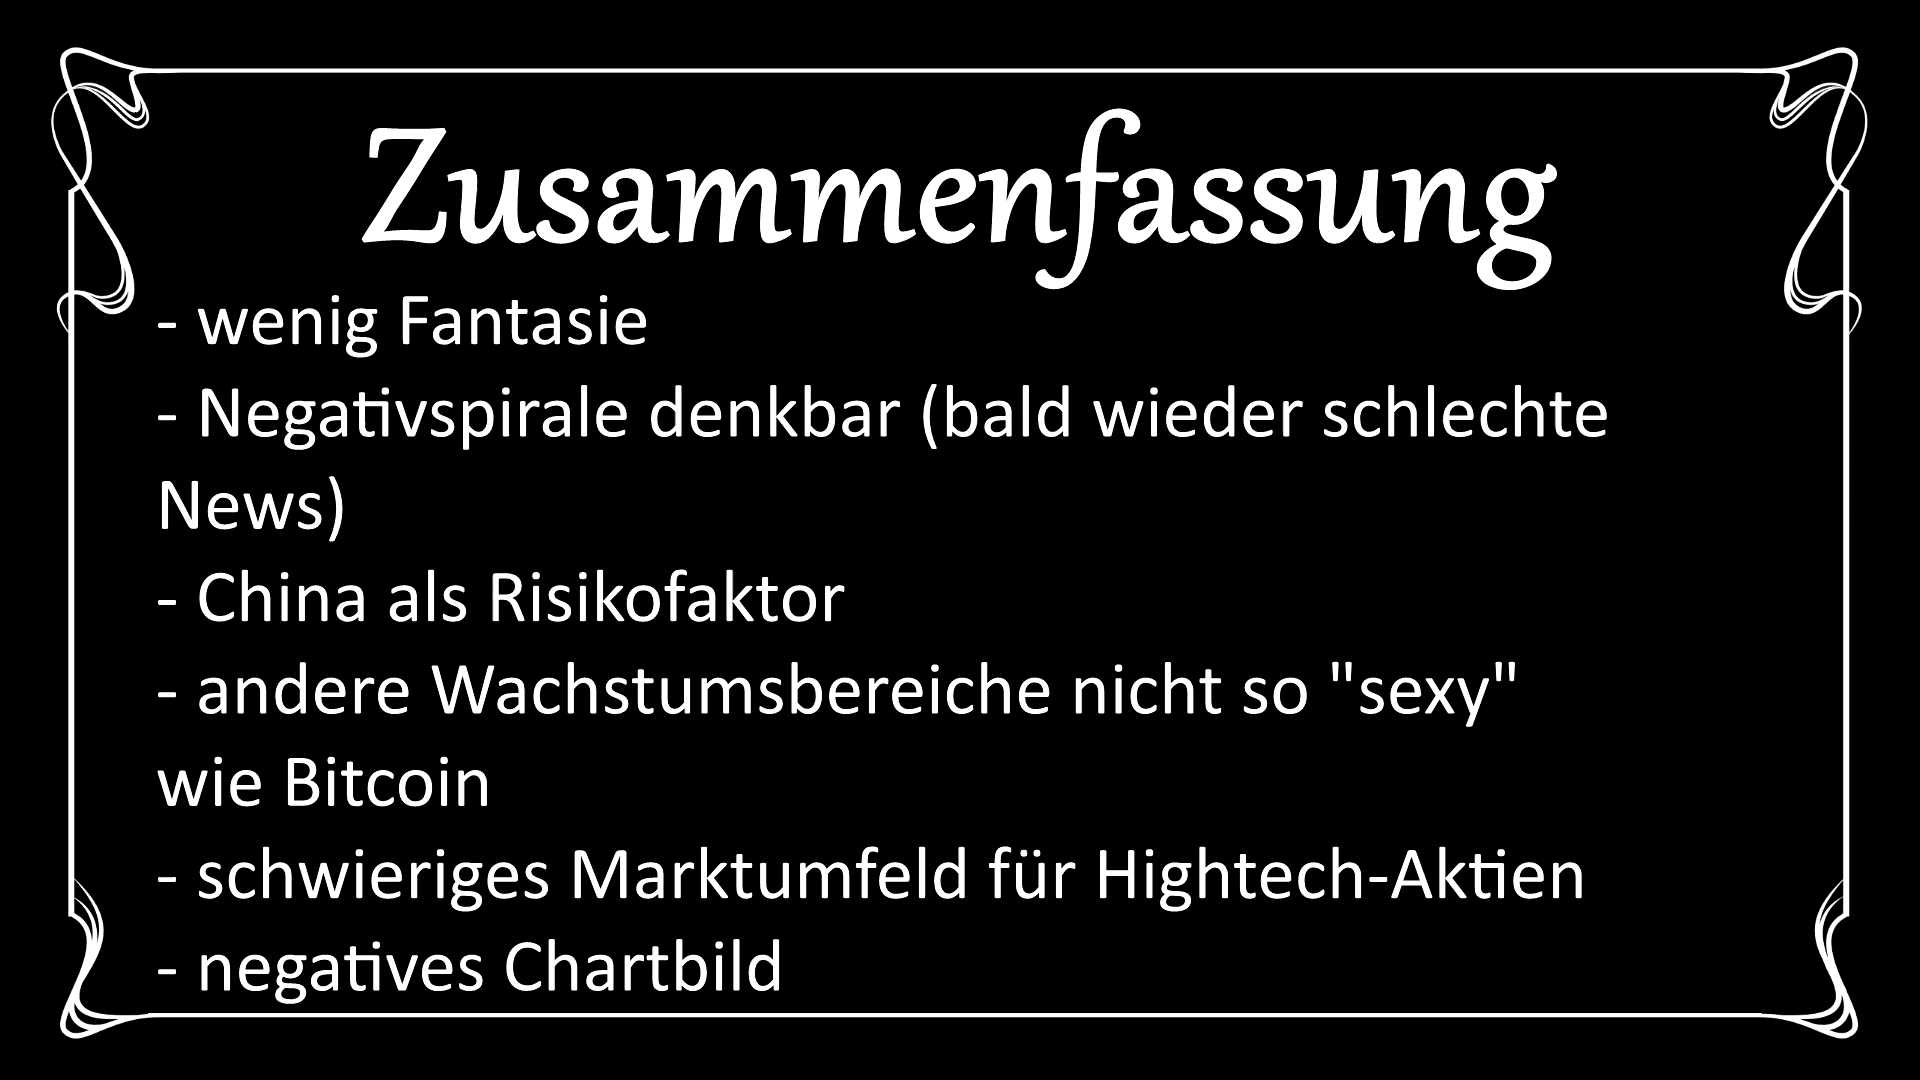 Zusammenfassung
- wenig Fantasie
- Negativspirale denkbar (bald wieder schlechte
News)
- China als Risikofaktor
- andere Wachstumsbereiche nicht so "sexy"
wie Bitcoin
- schwieriges Marktumfeld für Hightech-Aktien
- negatives Chartbild